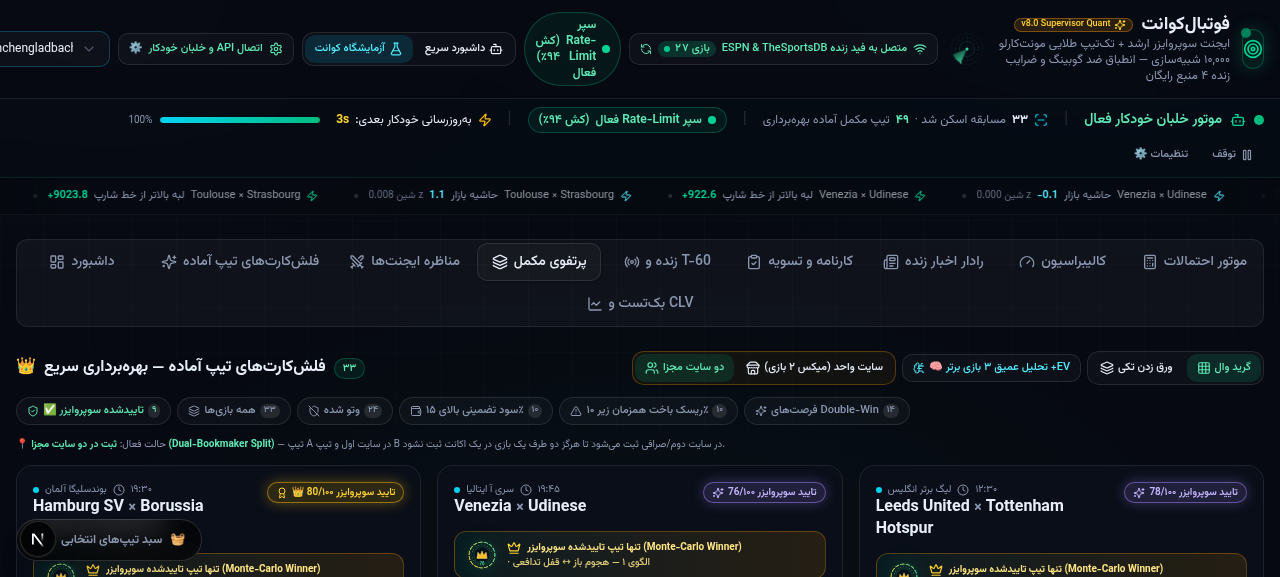 فوتبال‌کوانت v8.0 Supervisor Quant
ایجنت سوپروایزر ارشد + تک‌تیپ طلایی مونت‌کارلو
۱۰,۰۰۰ شبیه‌سازی — انطباق ضد گوبینگ و ضرایب
زنده ۴ منبع رایگان
متصل به فید زنده ESPN & TheSportsDB
۲۷ بازی
سپر
Rate-
Limit
فعال
(کش
۹۴٪)
داشبورد سریع
آزمایشگاه کوانت
اتصال API و خلبان خودکار ⚙️
nchengladbach
موتور خلبان خودکار فعال
۳۳ مسابقه اسکن شد · ۴۹ تیپ مکمل آماده بهره‌برداری
سپر Rate-Limit فعال (کش ۹۴٪)
به‌روزرسانی خودکار بعدی: 3s
100%
توقف
تنظیمات ⚙️
Venezia × Udinese حاشیه بازار −0.1 شین z 0.000
Venezia × Udinese لبه بالاتر از خط شارپ +922.6
Toulouse × Strasbourg حاشیه بازار 1.1 شین z 0.008
Toulouse × Strasbourg لبه بالاتر از خط شارپ +9023.8
موتور احتمالات
کالیبراسیون
رادار اخبار زنده
کارنامه و تسویه
زنده و T-60
پرتفوی مکمل
مناظره ایجنت‌ها
فلش‌کارت‌های تیپ آماده
داشبورد
بک‌تست و CLV
👑 فلش‌کارت‌های تیپ آماده — بهره‌برداری سریع ۳۳
گرید وال
ورق زدن تکی
+EV تحلیل عمیق ۳ بازی برتر 🧠
سایت واحد (میکس ۲ بازی)
دو سایت مجزا
فرصت‌های Double-Win ۱۴
ریسک باخت همزمان زیر ۱۰٪ ۱۰
سود تضمینی بالای ۱۵٪ ۱۰
وتو شده ۲۴
همه بازی‌ها ۳۳
تاییدشده سوپروایزر ✅ ۹
📍 حالت فعال: ثبت در دو سایت مجزا (Dual-Bookmaker Split) — تیپ A در سایت اول و تیپ B در سایت دوم/صرافی ثبت می‌شود تا هرگز دو طرف یک بازی در یک اکانت ثبت نشود.
لیگ برتر انگلیس ۱۲:۳۰
Leeds United × Tottenham
Hotspur
تایید سوپروایزر 78/۱۰۰
تنها تیپ تاییدشده سوپروایزر (Monte-Carlo Winner)
سری آ ایتالیا ۱۹:۴۵
Venezia × Udinese
تایید سوپروایزر 76/۱۰۰
تنها تیپ تاییدشده سوپروایزر (Monte-Carlo Winner)
الگوی ۱ — هجوم باز ↔ قفل تدافعی ·
76
بوندسلیگا آلمان ۱۹:۳۰
Hamburg SV × Borussia
تایید سوپروایزر 80/۱۰۰ 👑
تنها تیپ تاییدشده سوپروایزر (Monte-Carlo Winner)
سبد تیپ‌های انتخابی 🧺
N